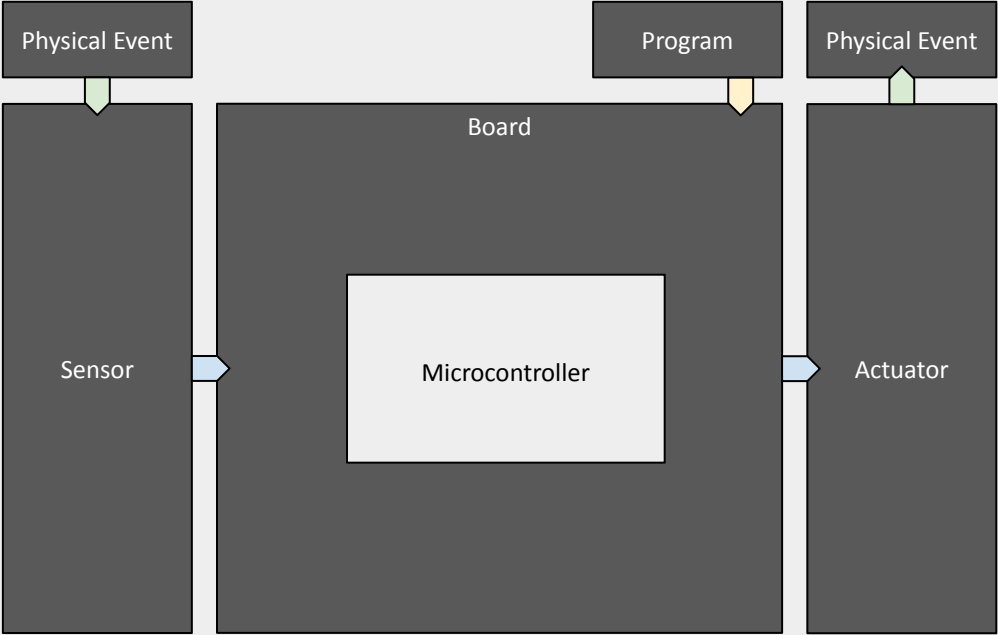 Physical Event
Program
Physical Event
Board
Sensor
Microcontroller
Actuator